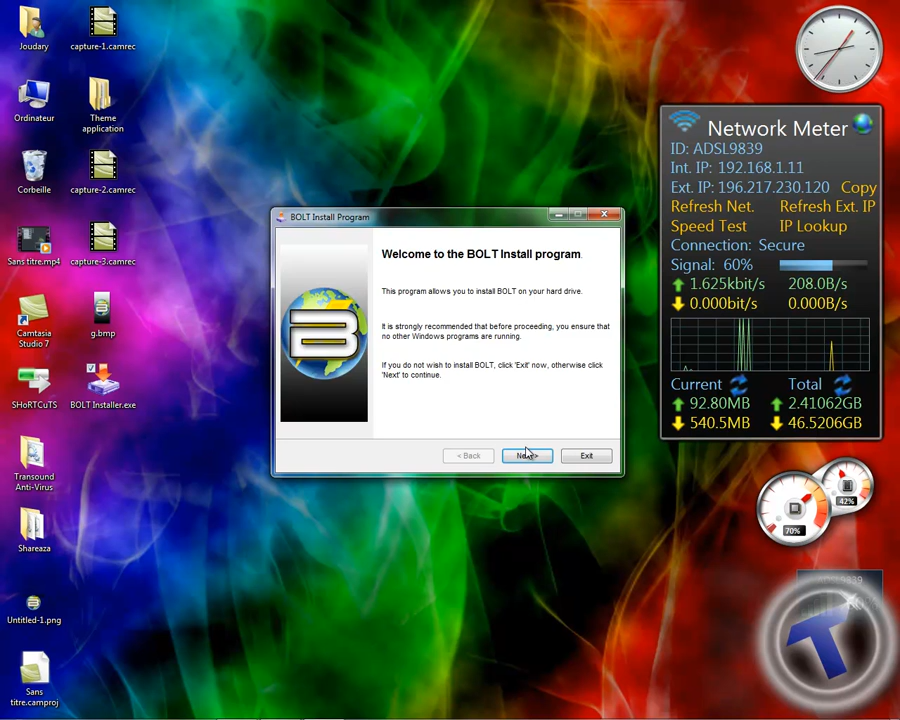 Joudary
capture-1.camrec
Ordinateur
Theme
application
Corbeille
capture-2.camrec
Sans titre.mp4
capture-3.camrec
Camtasia
Studio 7
g.bmp
SHoRTCuTS
BOLT Installer.exe
Transound
Anti-Virus
Shareaza
Untitled-1.png
Sans
titre.camproj
BOLT Install Program
Welcome to the BOLT Install program.
This program allows you to install BOLT on your hard drive.
It is strongly recommended that before proceeding, you ensure that
no other Windows programs are running.
If you do not wish to install BOLT, click 'Exit' now, otherwise click
'Next' to continue.
B
< Back
Exit
Network Meter
ID: ADSL9839
Int. IP: 192.168.1.11
Ext. IP: 196.217.230.120 Copy
Refresh Net. Refresh Ext. IP
Speed Test IP Lookup
Connection: Secure
Signal: 60%
1.625kbit/s 208.0B/s
0.000bit/s 0.000B/s
Current Total
92.80MB 2.41062GB
540.5MB 46.5206GB
42%
70%
ADSL9839
T